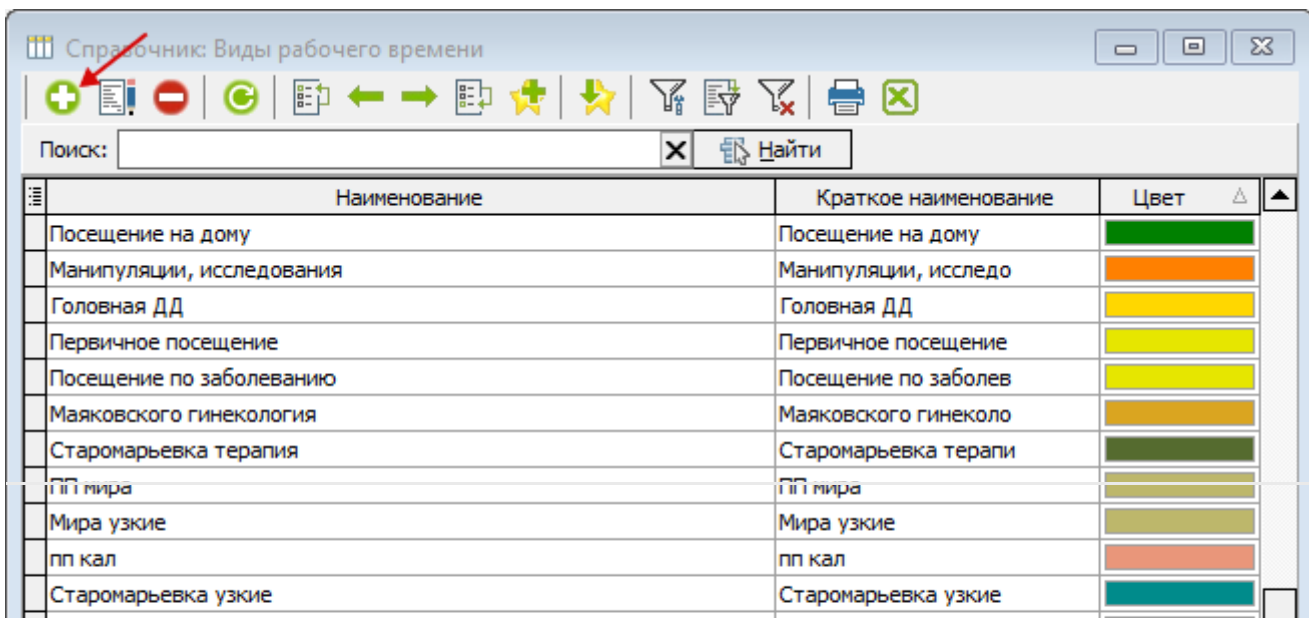 Справочник: Виды рабочего времени
Поиск: Найти
Наименование Краткое наименование Цвет
Посещение на дому Посещение на дому
Манипуляции, исследования Манипуляции, исследо
Головная ДД Головная ДД
Первичное посещение Первичное посещение
Посещение по заболеванию Посещение по заболев
Маяковского гинекология Маяковского гинеколо
Старомарьевка терапия Старомарьевка терапи
ПП мира ПП мира
Мира узкие Мира узкие
пп кал пп кал
Старомарьевка узкие Старомарьевка узкие